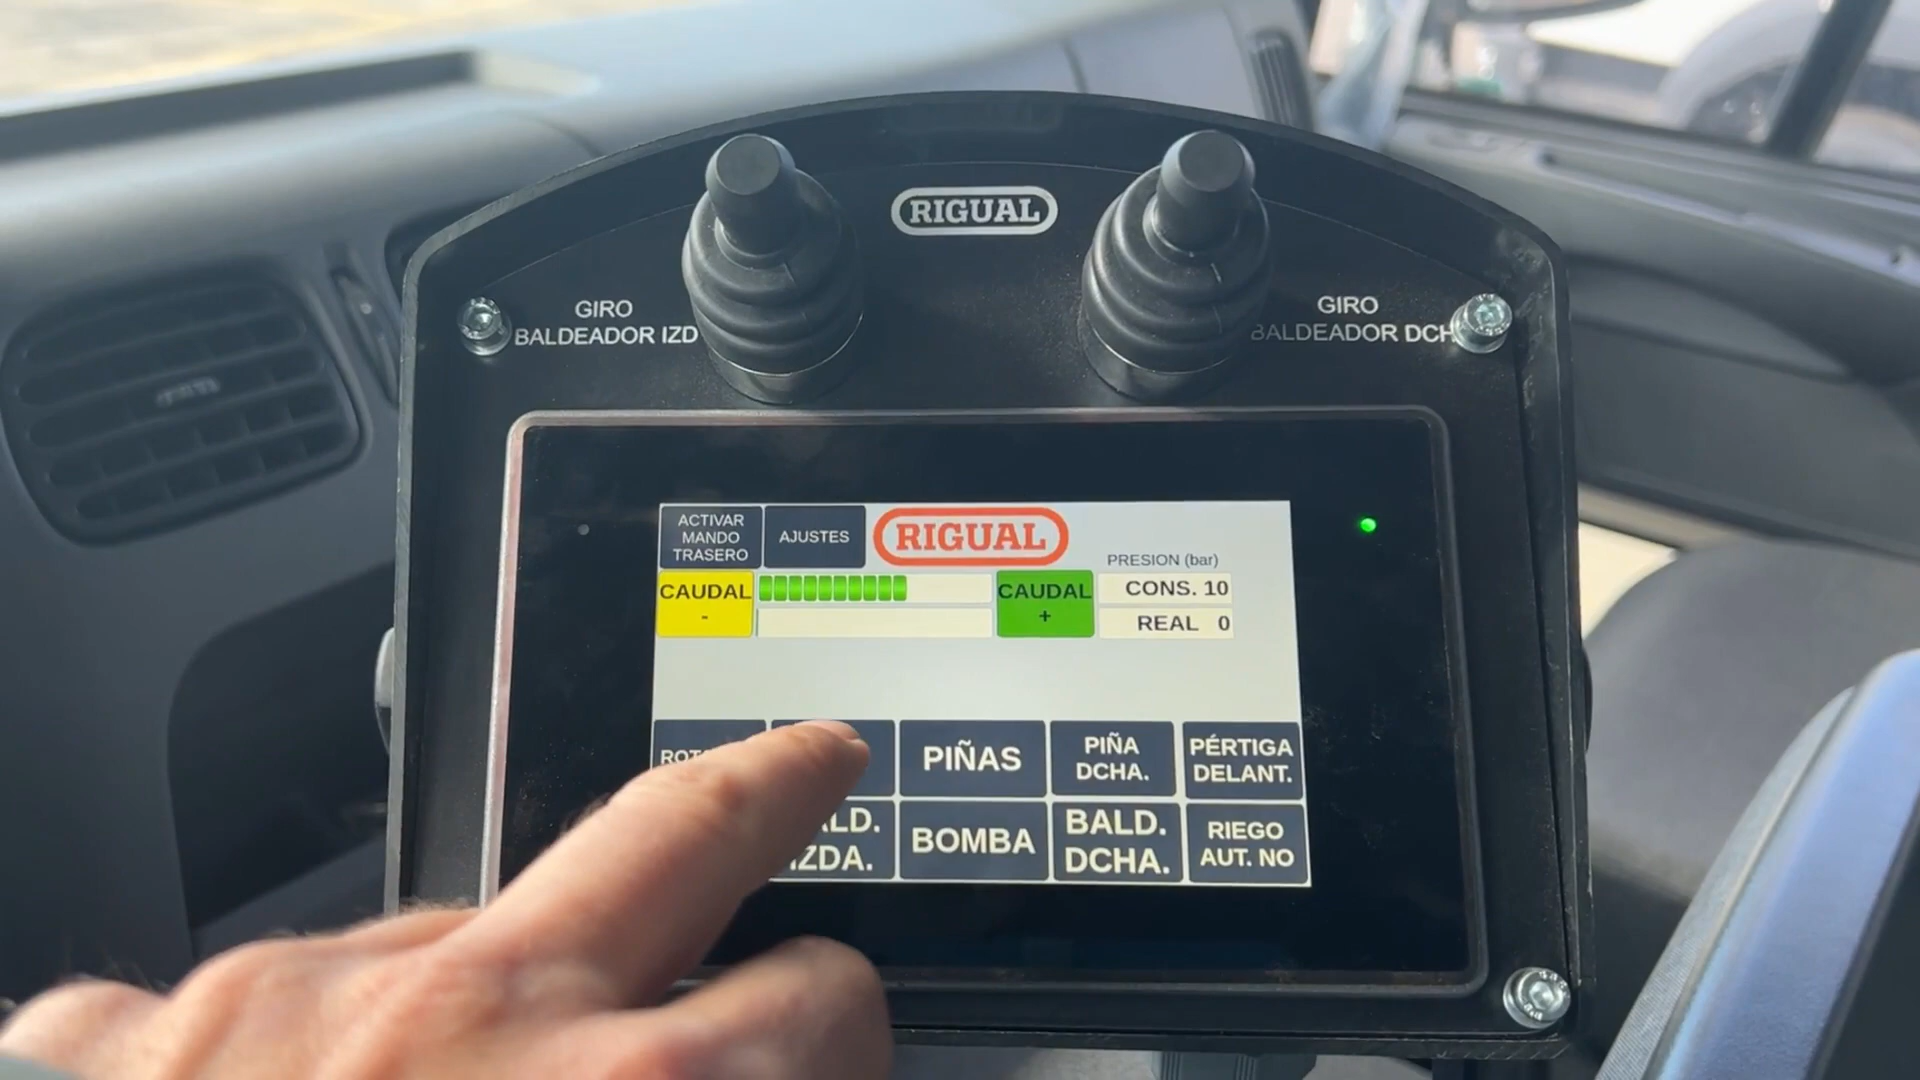 RIGUAL
GIRO
BALDEADOR IZD
GIRO
BALDEADOR DCH
ACTIVAR
MANDO
TRASERO
AJUSTES
RIGUAL
PRESION (bar)
CAUDAL
-
CAUDAL
+
CONS. 10
REAL 0
PIÑAS
PIÑA
DCHA.
PÉRTIGA
DELANT.
IZDA.
BOMBA
BALD.
DCHA.
RIEGO
AUT. NO